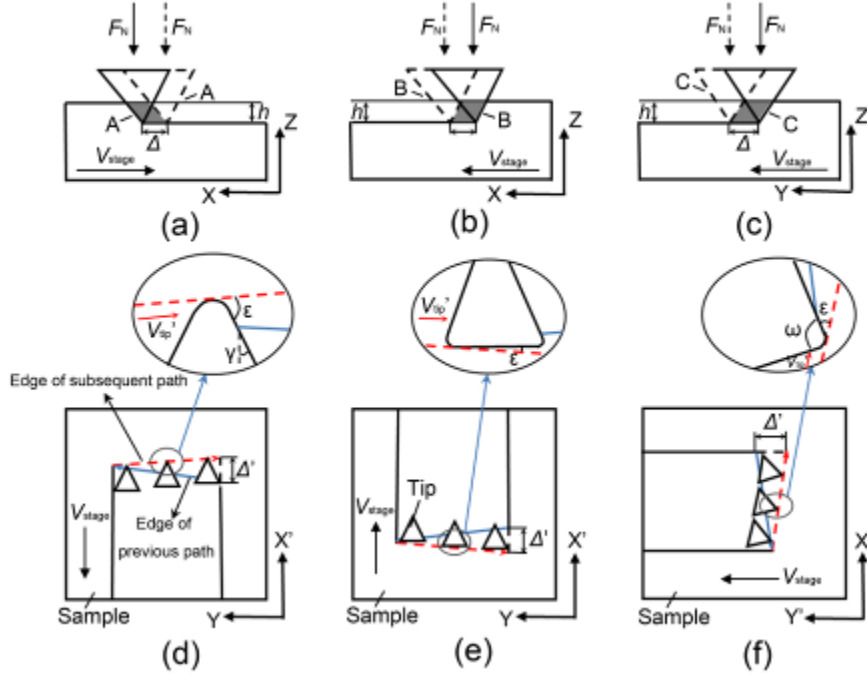 F_N F_N
A A h
Δ
V_stage
Z
X
(a)
F_N F_N
B
h B
V_stage
Z
X
(b)
F_N F_N
C
h C
Δ
V_stage
Z
Y
(c)
V_tip' ε
γ
Edge of subsequent path
Δ'
V_stage
Edge of
previous path
X'
Sample Y
(d)
V_tip'
ε
Tip
V_stage
Δ'
X'
Sample Y
(e)
ε
ω
V_tip'
Δ'
V_stage
X
Sample Y'
(f)